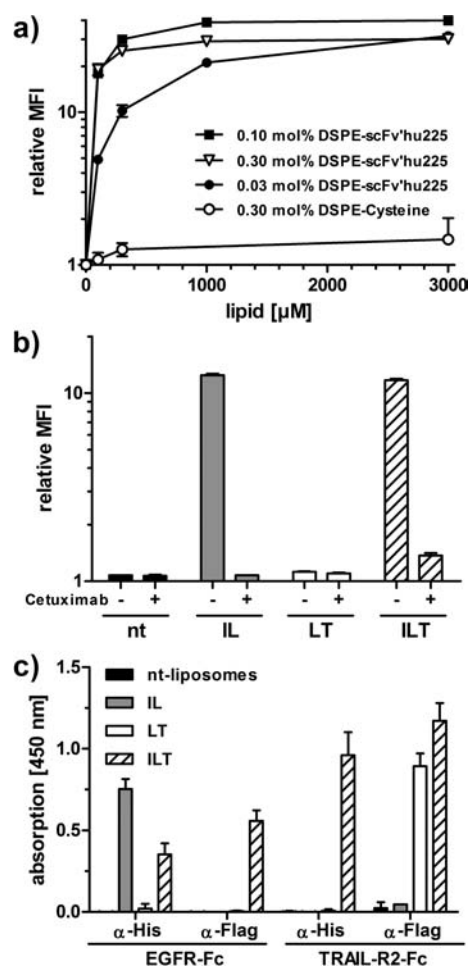 a)
relative MFI
10
1
0.10 mol% DSPE-scFv'hu225
0.30 mol% DSPE-scFv'hu225
0.03 mol% DSPE-scFv'hu225
0.30 mol% DSPE-Cysteine
0 1000 2000 3000
lipid [µM]
b)
relative MFI
10
1
Cetuximab - + - + - + - +
nt IL LT ILT
c)
absorption [450 nm]
1.5
1.0
0.5
0.0
nt-liposomes
IL
LT
ILT
α-His α-Flag α-His α-Flag
EGFR-Fc TRAIL-R2-Fc